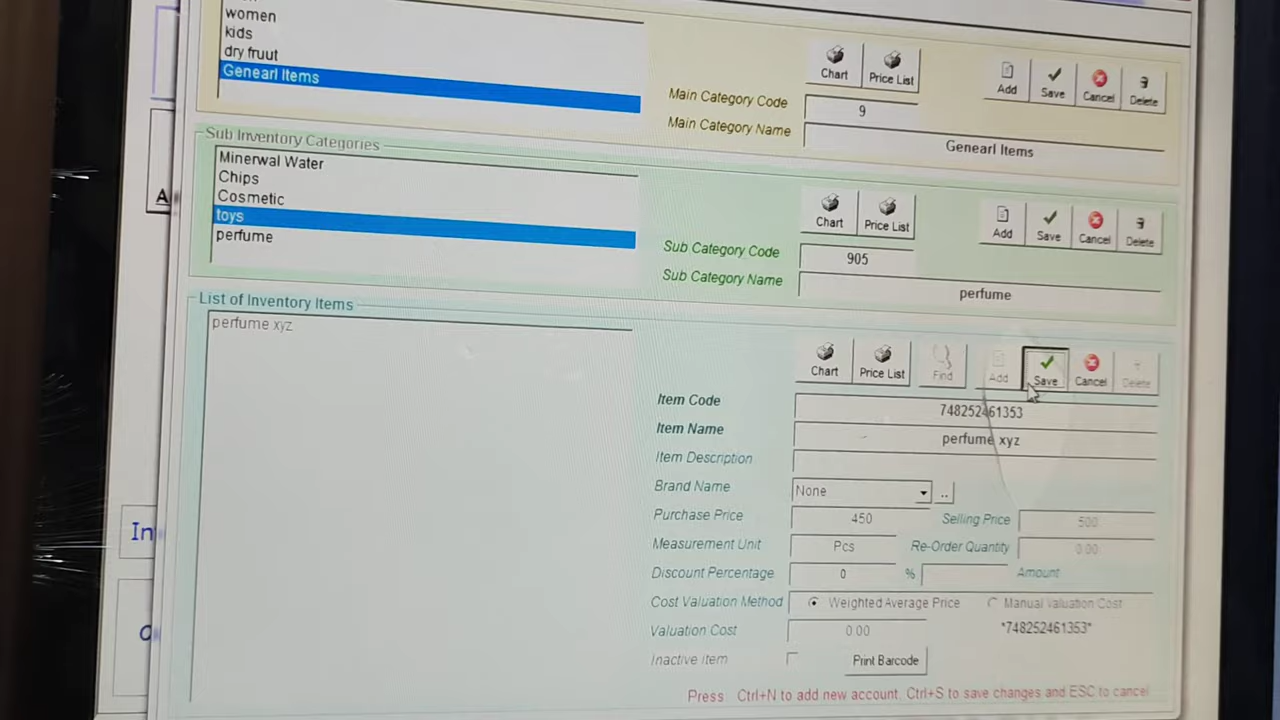 women
kids
dry fruut
Genearl Items
Chart
Price List
Add
Save
Cancel
Delete
Main Category Code
9
Main Category Name
Genearl Items
Sub Inventory Categories
Minerwal Water
Chips
Cosmetic
toys
perfume
Chart
Price List
Add
Save
Cancel
Delete
Sub Category Code
905
Sub Category Name
perfume
List of Inventory Items
perfume xyz
Chart
Price List
Find
Add
Save
Cancel
Delete
Item Code
748252461353
Item Name
perfume xyz
Item Description
Brand Name
None
..
Purchase Price
450
Selling Price
500
Measurement Unit
Pcs
Re-Order Quantity
0.00
Discount Percentage
0
%
Amount
Cost Valuation Method
Weighted Average Price
Manual Valuation Cost
Valuation Cost
0.00
*748252461353*
Inactive item
Print Barcode
Press Ctrl+N to add new account, Ctrl+S to save changes and ESC to cancel